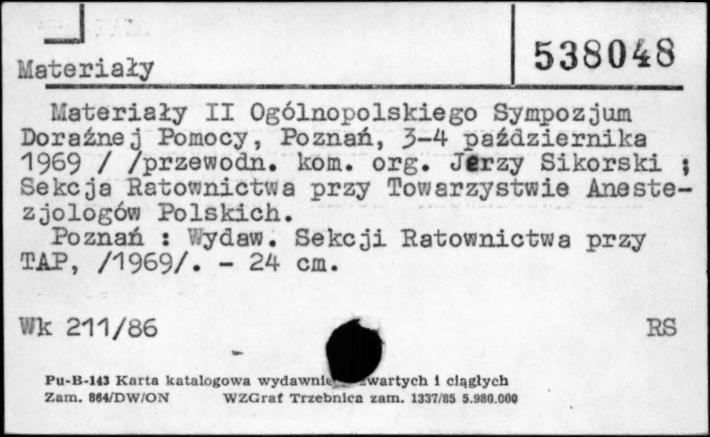 538048
Materiały
Materiały II Ogólnopolskiego Sympozjum
Doraźnej Pomocy, Poznań, 3-4 października
1969 / /przewodn. kom. org. Jerzy Sikorski ;
Sekcja Ratownictwa przy Towarzystwie Aneste-
zjologów Polskich.
Poznań : Wydaw. Sekcji Ratownictwa przy
TAP, /1969/. - 24 cm.
Wk 211/86 RS
Pu-B-143 Karta katalogowa wydawnic wartych i ciągłych
Zam. 864/DW/ON WZGraf Trzebnica zam. 1337/85 5.980.000